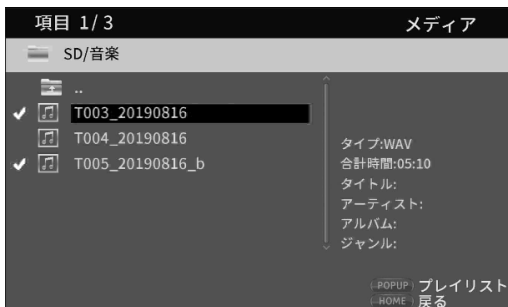 項目 1/3 メディア
SD/音楽
..
T003_20190816
T004_20190816
T005_20190816_b
タイプ:WAV
合計時間:05:10
タイトル:
アーティスト:
アルバム:
ジャンル:
POPUP プレイリスト
HOME 戻る